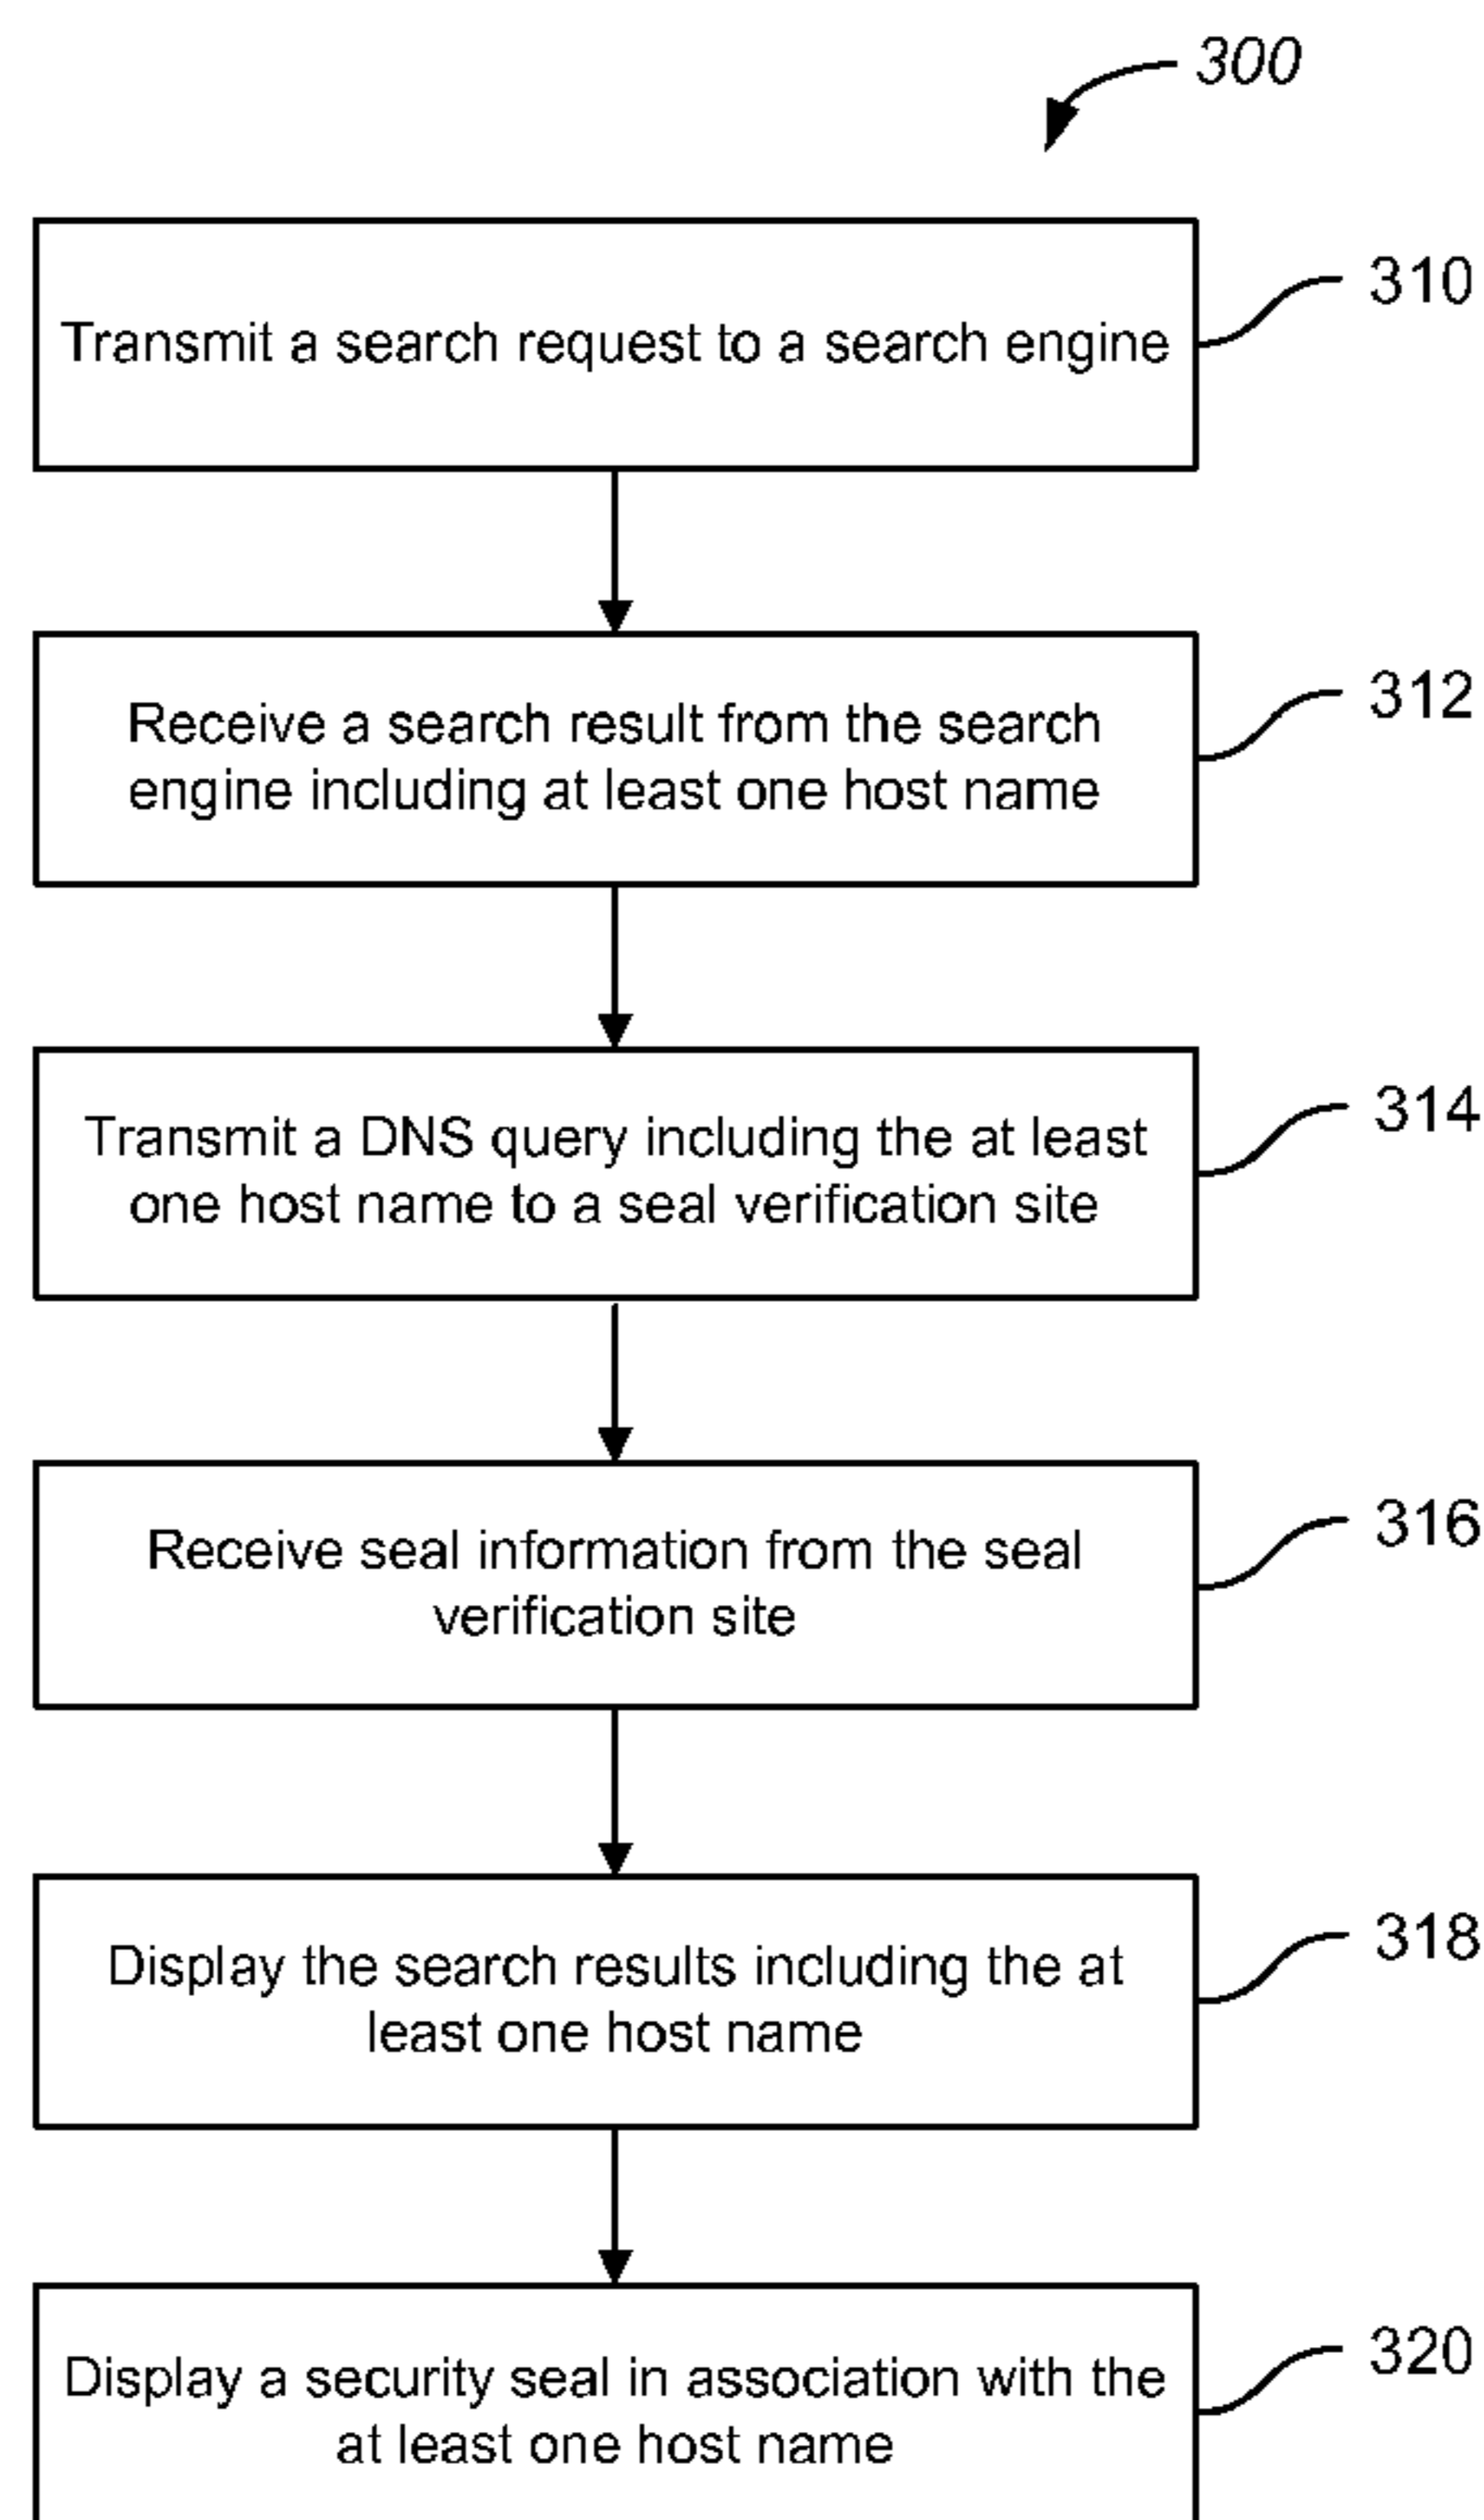 300
Transmit a search request to a search engine
310
Receive a search result from the search
engine including at least one host name
312
Transmit a DNS query including the at least
one host name to a seal verification site
314
Receive seal information from the seal
verification site
316
Display the search results including the at
least one host name
318
Display a security seal in association with the
at least one host name
320